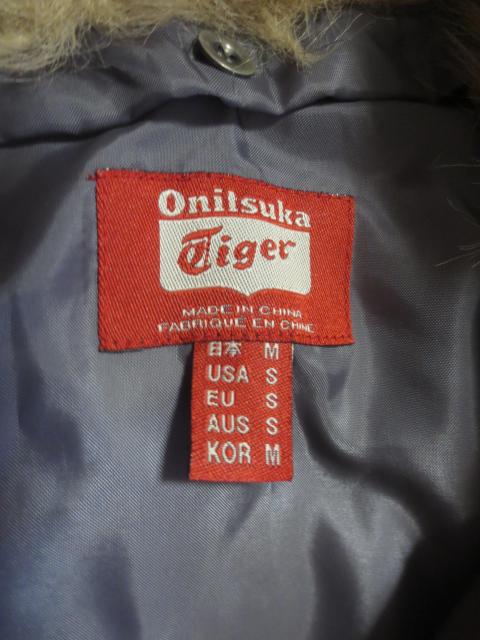 Onitsuka
Tiger
MADE IN CHINA
FABRIQUE EN CHINE
日本 M
USA S
EU S
AUS S
KOR M